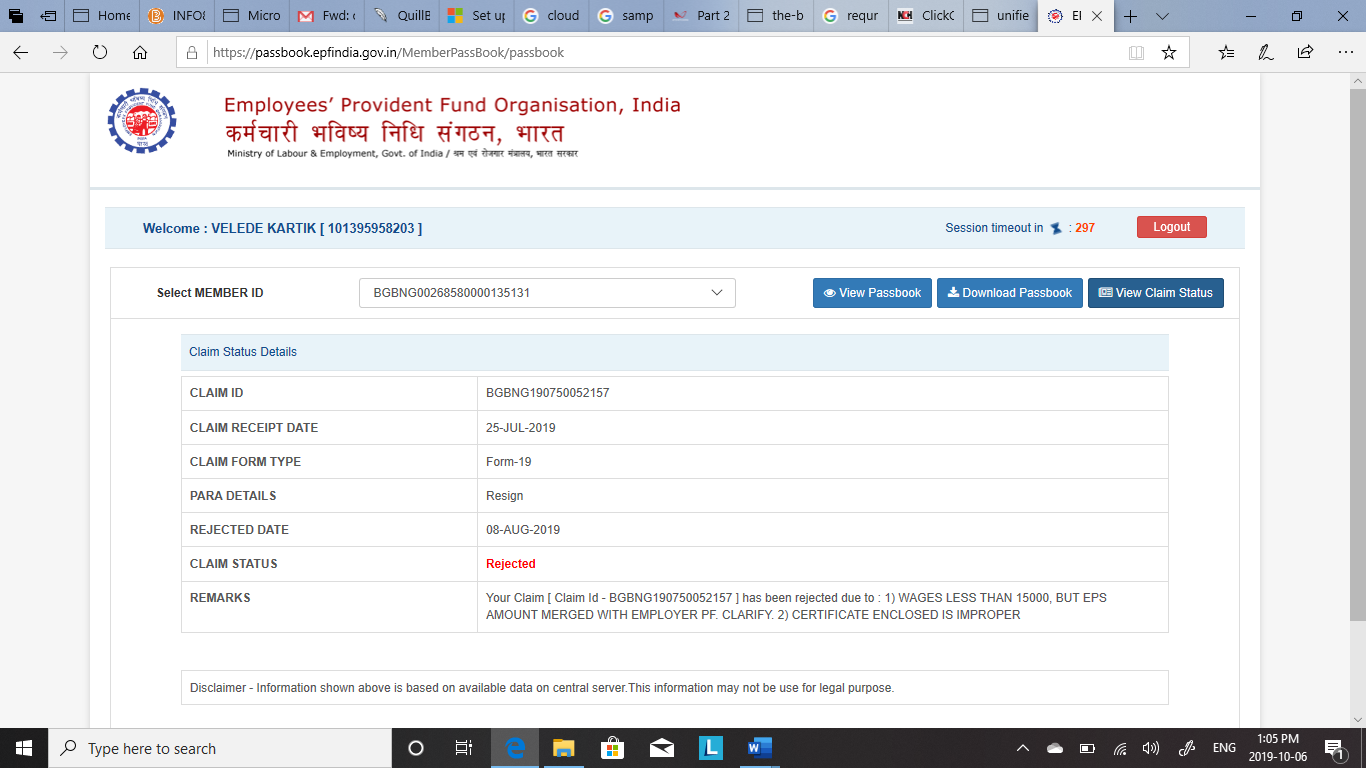 Home
INFO8
Micro
Fwd: c
QuillB
Set up
cloud
samp
Part 2
the-b
requr
ClickC
unifie
EI
https://passbook.epfindia.gov.in/MemberPassBook/passbook
Employees' Provident Fund Organisation, India
कर्मचारी भविष्य निधि संगठन, भारत
Ministry of Labour & Employment, Govt. of India / श्रम एवं रोजगार मंत्रालय, भारत सरकार
Welcome : VELEDE KARTIK [ 101395958203 ]
Session timeout in : 297
Logout
Select MEMBER ID
BGBNG00268580000135131
View Passbook
Download Passbook
View Claim Status
Claim Status Details
CLAIM ID BGBNG190750052157
CLAIM RECEIPT DATE 25-JUL-2019
CLAIM FORM TYPE Form-19
PARA DETAILS Resign
REJECTED DATE 08-AUG-2019
CLAIM STATUS Rejected
REMARKS Your Claim [ Claim Id - BGBNG190750052157 ] has been rejected due to : 1) WAGES LESS THAN 15000, BUT EPS
AMOUNT MERGED WITH EMPLOYER PF. CLARIFY. 2) CERTIFICATE ENCLOSED IS IMPROPER
Disclaimer - Information shown above is based on available data on central server.This information may not be use for legal purpose.
Type here to search
ENG
1:05 PM
2019-10-06
1